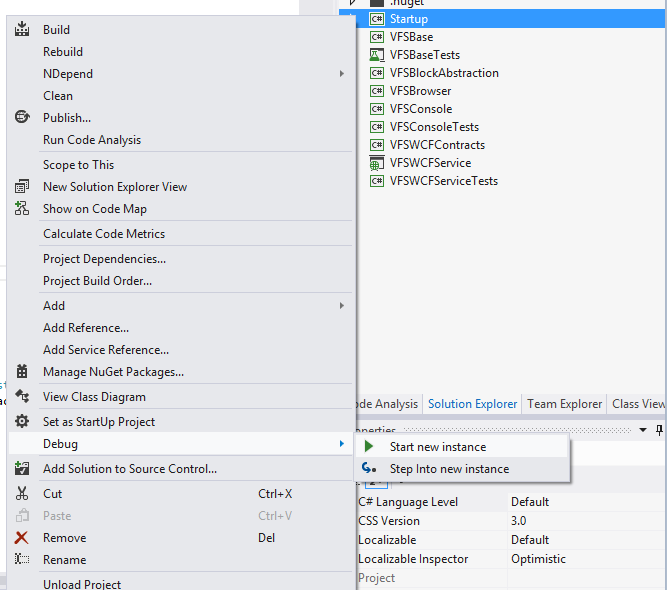 .nuget
Startup
VFSBase
VFSBaseTests
VFSBlockAbstraction
VFSBrowser
VFSConsole
VFSConsoleTests
VFSWCFContracts
VFSWCFService
VFSWCFServiceTests
Build
Rebuild
NDepend
Clean
Publish...
Run Code Analysis
Scope to This
New Solution Explorer View
Show on Code Map
Calculate Code Metrics
Project Dependencies...
Project Build Order...
Add
Add Reference...
Add Service Reference...
Manage NuGet Packages...
View Class Diagram
Set as StartUp Project
Debug
Add Solution to Source Control...
Cut Ctrl+X
Paste Ctrl+V
Remove Del
Rename
Unload Project
Start new instance
Step Into new instance
ode Analysis Solution Explorer Team Explorer Class View
operties
C# Language Level Default
CSS Version 3.0
Localizable Default
Localizable Inspector Optimistic
Project